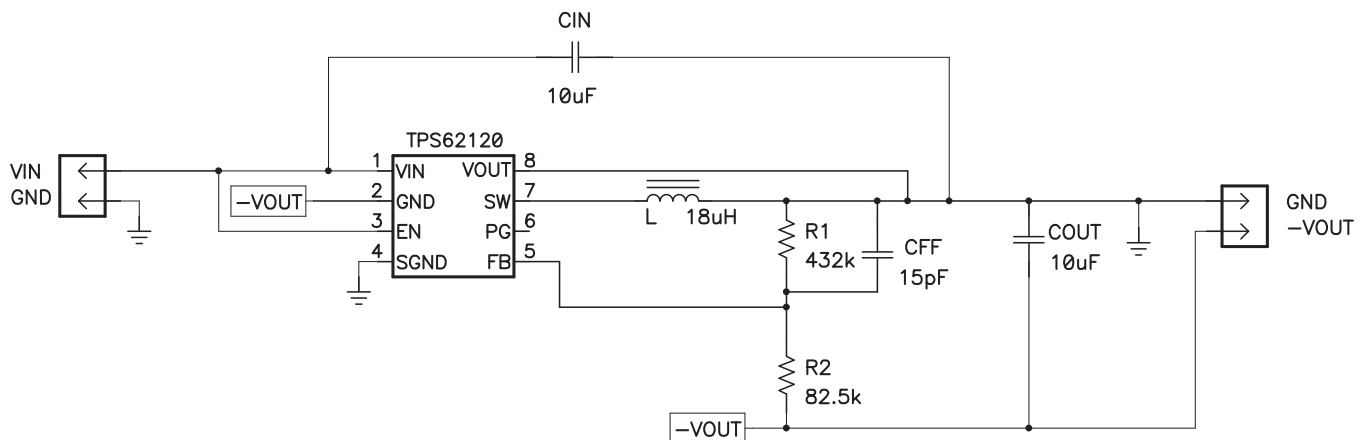 CIN
10uF
TPS62120
VIN
GND
1
VIN
VOUT
8
-VOUT
2
GND
SW
7
L
18uH
3
EN
PG
6
4
SGND
FB
5
R1
432k
CFF
15pF
COUT
10uF
GND
-VOUT
R2
82.5k
-VOUT